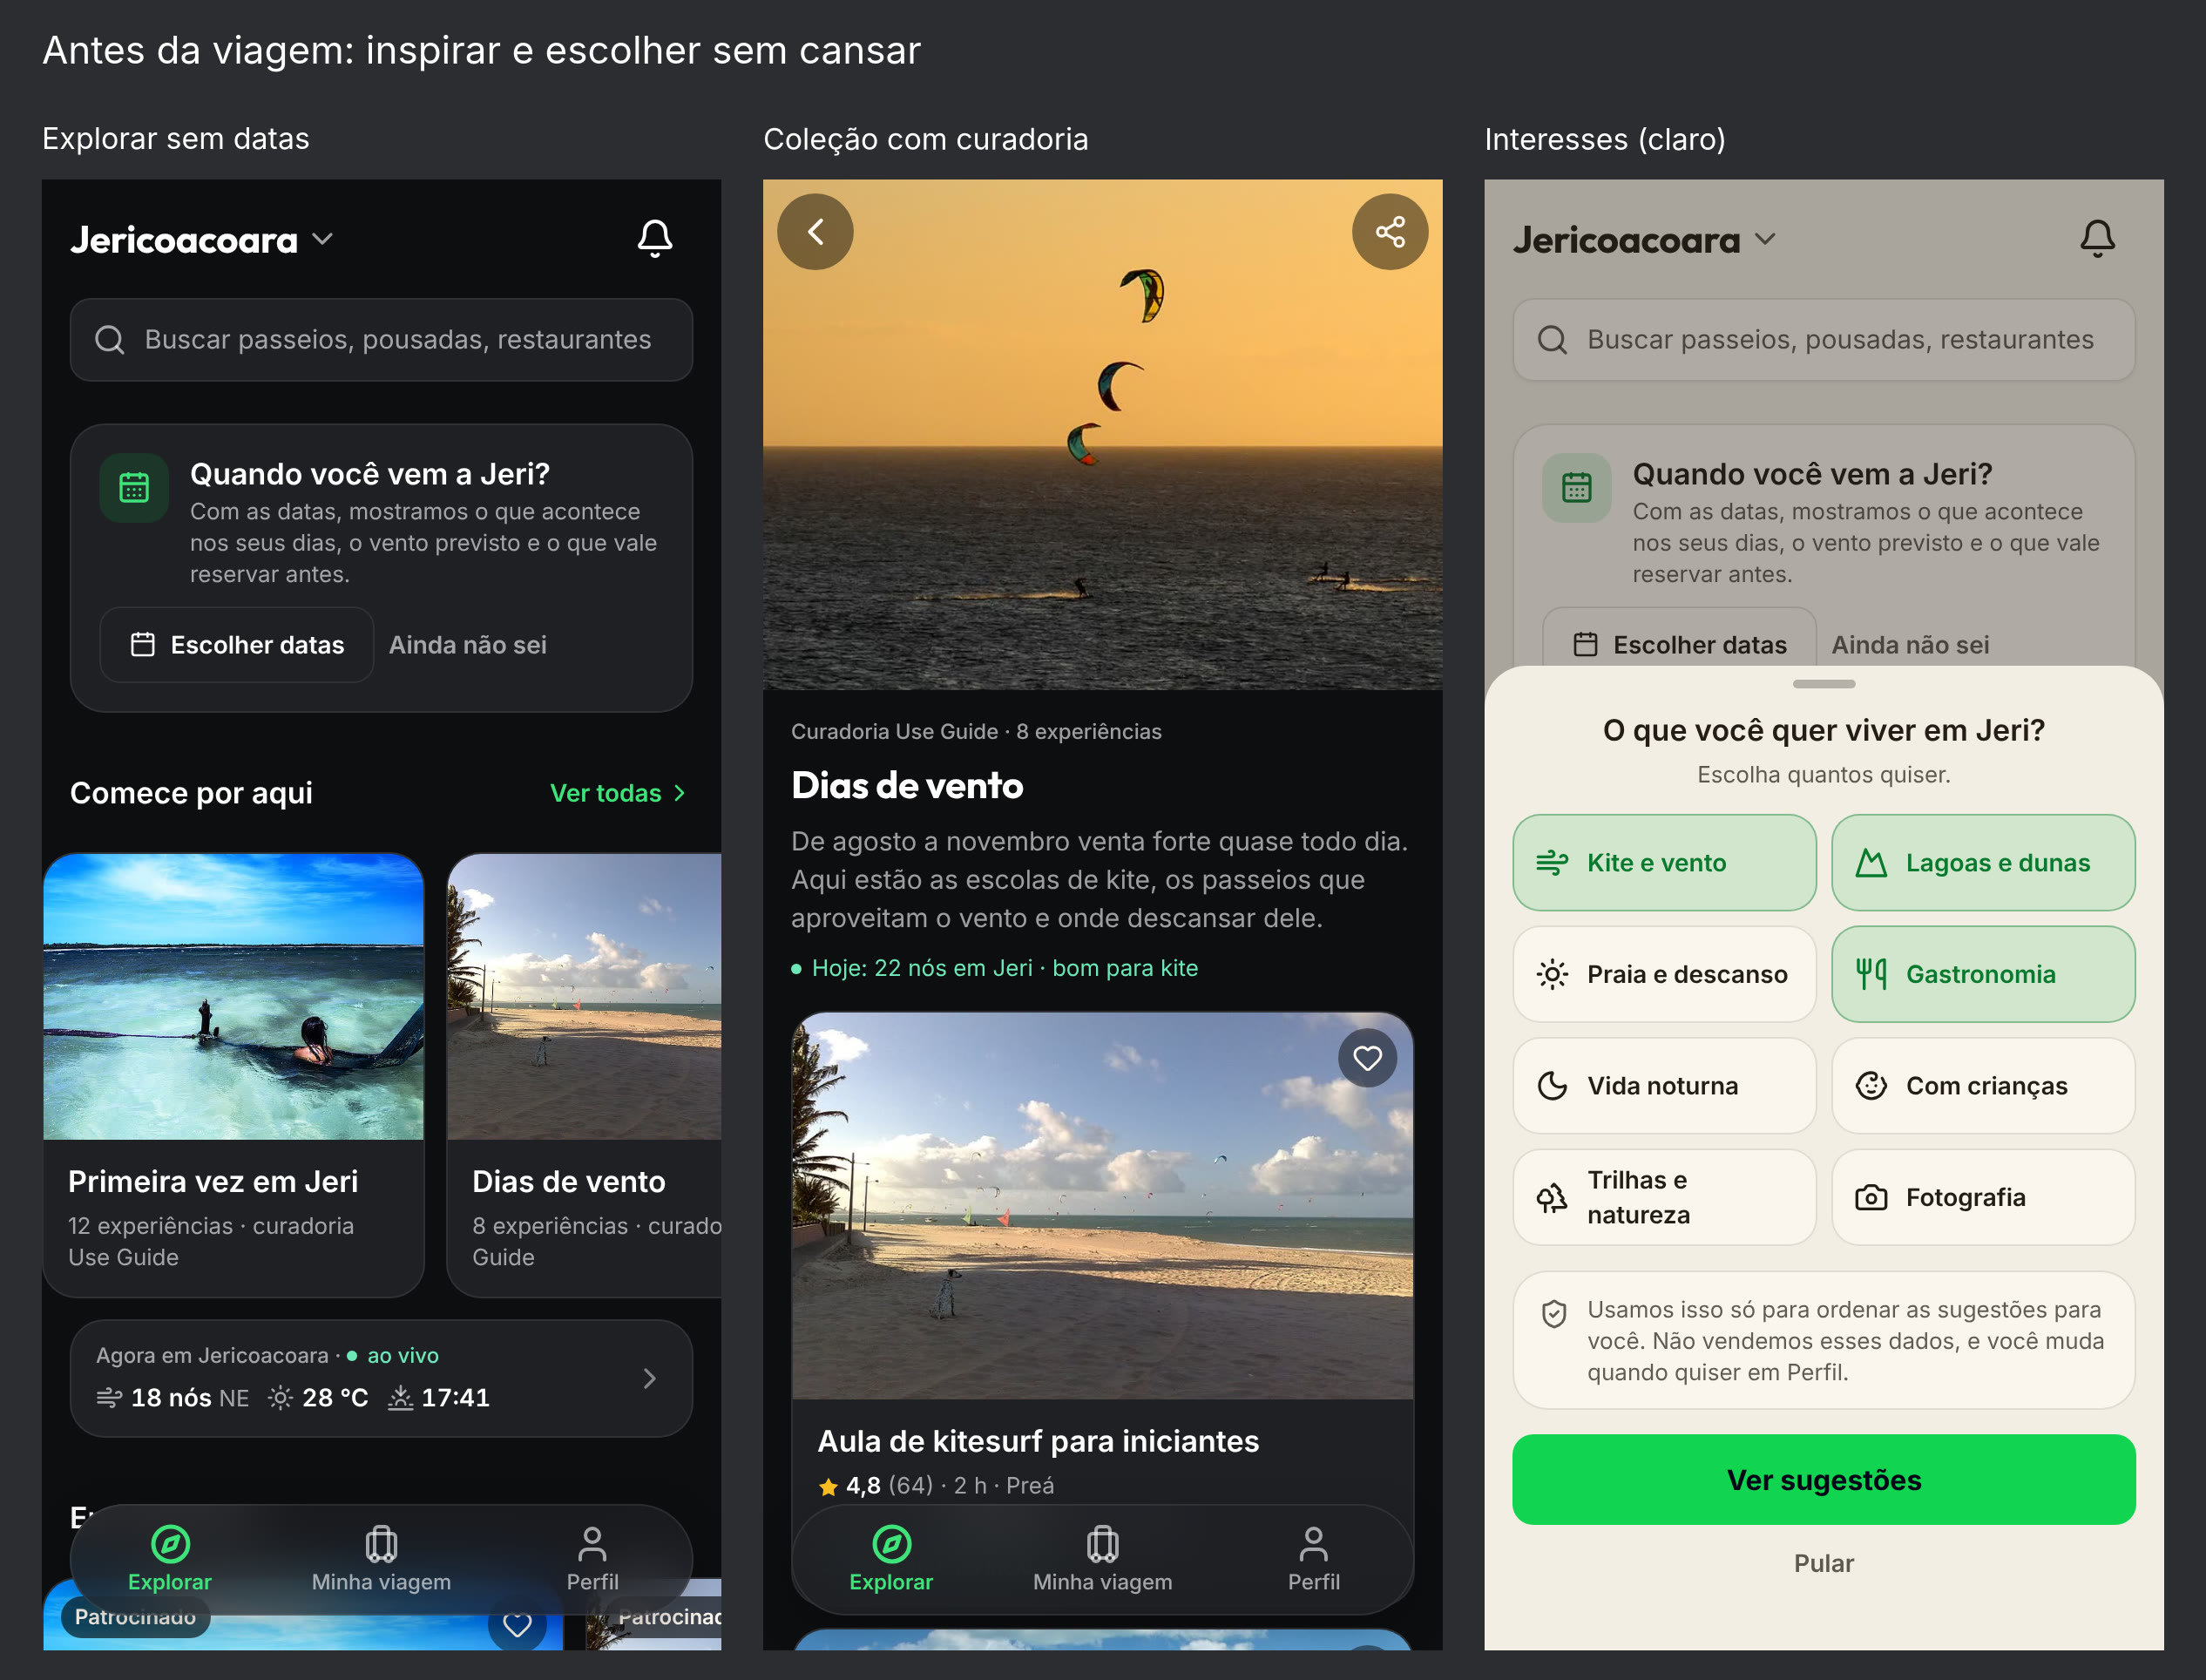 Antes da viagem: inspirar e escolher sem cansar
Explorar sem datas
Jericoacoara
Buscar passeios, pousadas, restaurantes
Quando você vem a Jeri?
Com as datas, mostramos o que acontece
nos seus dias, o vento previsto e o que vale
reservar antes.
Escolher datas
Ainda não sei
Comece por aqui
Ver todas
Primeira vez em Jeri
12 experiências · curadoria
Use Guide
Dias de vento
8 experiências · curado
Guide
Agora em Jericoacoara · ao vivo
18 nós NE 28 °C 17:41
Explorar
Minha viagem
Perfil
Patrocinado
Patrocinad
Coleção com curadoria
Curadoria Use Guide · 8 experiências
Dias de vento
De agosto a novembro venta forte quase todo dia.
Aqui estão as escolas de kite, os passeios que
aproveitam o vento e onde descansar dele.
Hoje: 22 nós em Jeri · bom para kite
Aula de kitesurf para iniciantes
4,8 (64) · 2 h · Preá
Explorar
Minha viagem
Perfil
Interesses (claro)
Jericoacoara
Buscar passeios, pousadas, restaurantes
Quando você vem a Jeri?
Com as datas, mostramos o que acontece
nos seus dias, o vento previsto e o que vale
reservar antes.
Escolher datas
Ainda não sei
O que você quer viver em Jeri?
Escolha quantos quiser.
Kite e vento
Lagoas e dunas
Praia e descanso
Gastronomia
Vida noturna
Com crianças
Trilhas e
natureza
Fotografia
Usamos isso só para ordenar as sugestões para
você. Não vendemos esses dados, e você muda
quando quiser em Perfil.
Ver sugestões
Pular